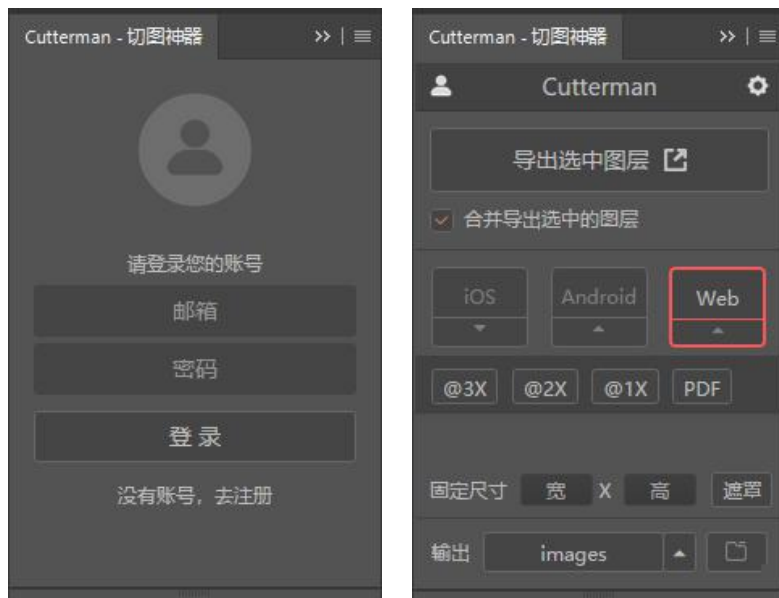 Cutterman - 切图神器
请登录您的账号
邮箱
密码
登 录
没有账号，去注册
Cutterman - 切图神器
Cutterman
导出选中图层
合并导出选中的图层
iOS Android Web
@3X @2X @1X PDF
固定尺寸 宽 X 高 遮罩
输出 images